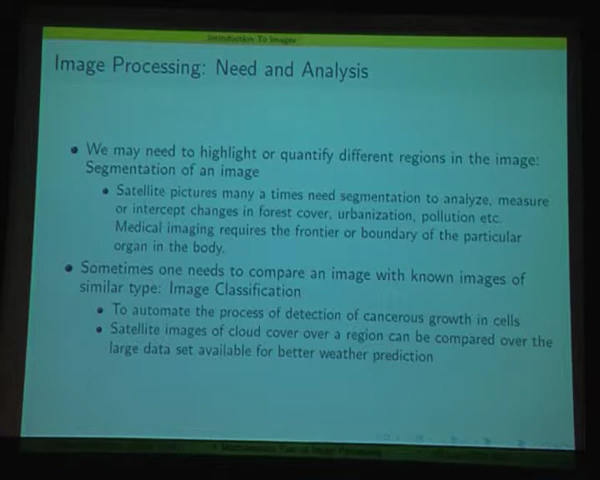 Introduction To Images
Image Processing: Need and Analysis
• We may need to highlight or quantify different regions in the image:
Segmentation of an image
• Satellite pictures many a times need segmentation to analyze, measure
or intercept changes in forest cover, urbanization, pollution etc.
Medical imaging requires the frontier or boundary of the particular
organ in the body.
• Sometimes one needs to compare an image with known images of
similar type: Image Classification
• To automate the process of detection of cancerous growth in cells
• Satellite images of cloud cover over a region can be compared over the
large data set available for better weather prediction
of Image Processing